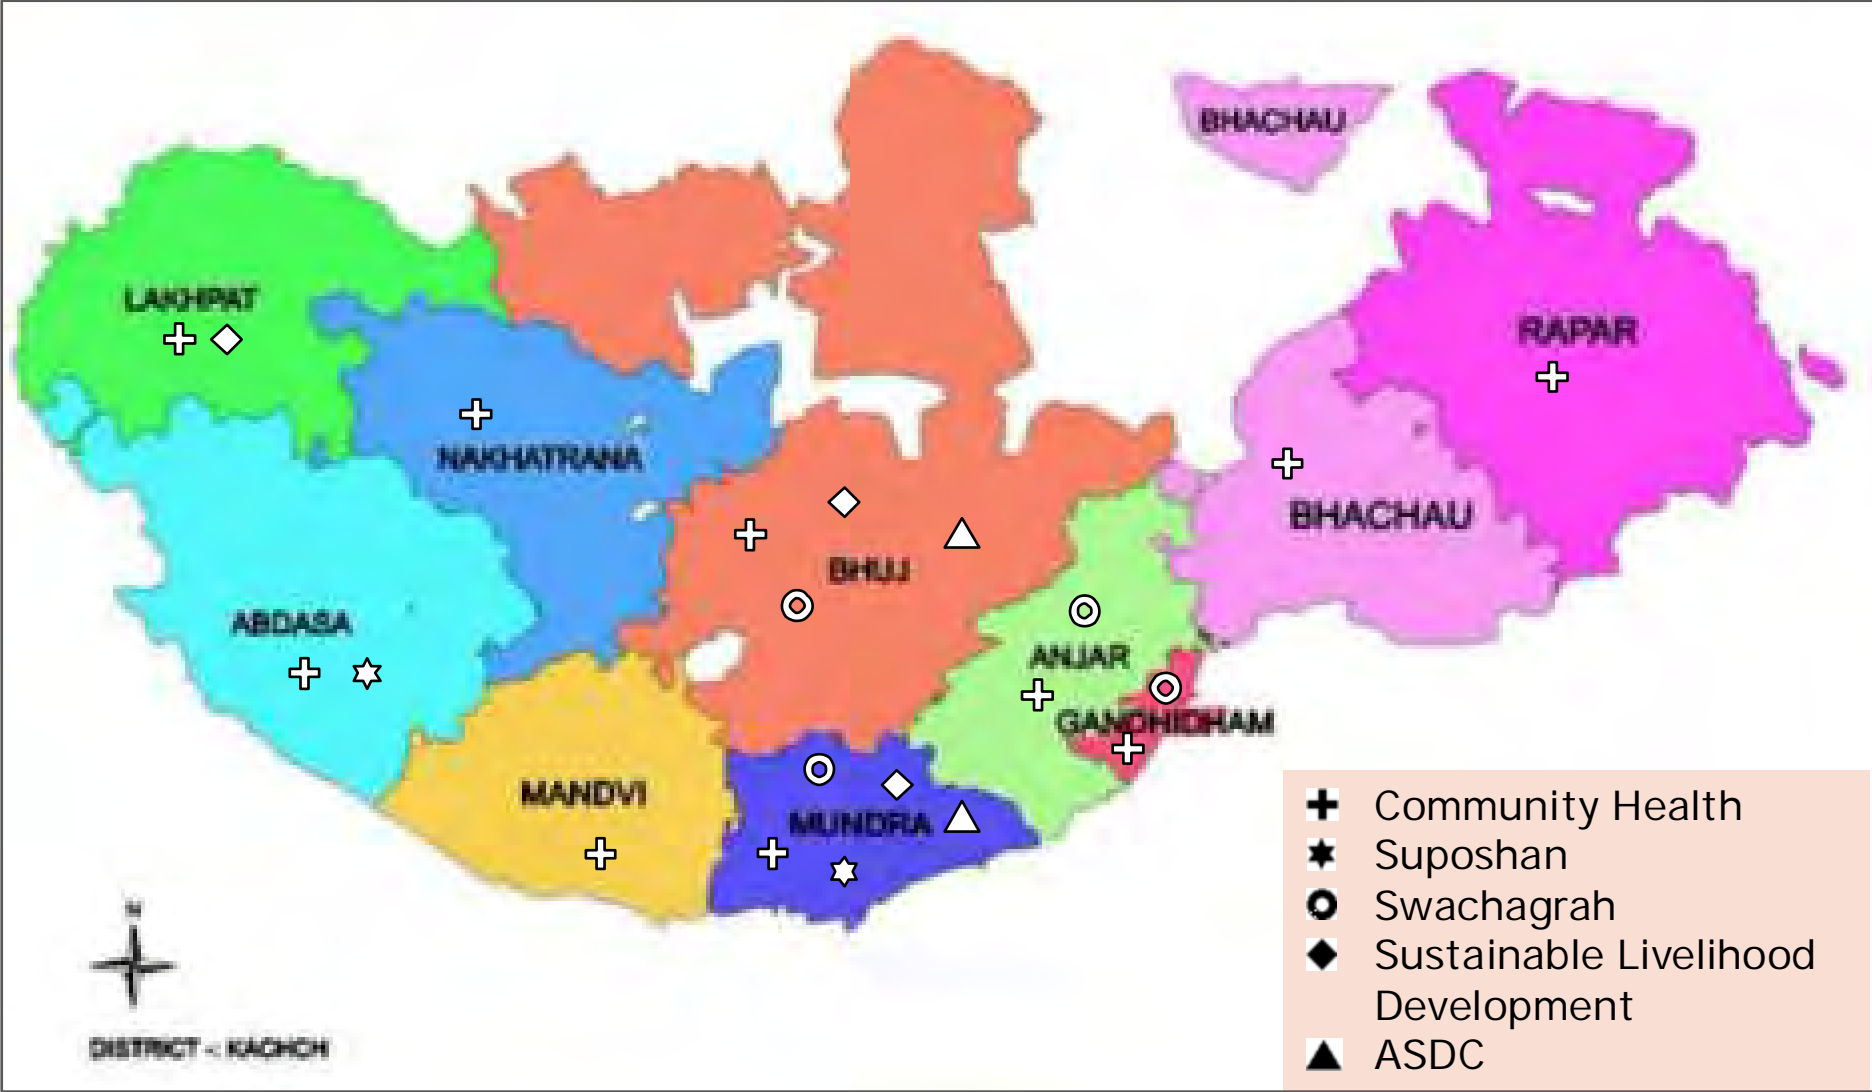 BHACHAU
LAKHPAT
RAPAR
NAKHATRANA
BHACHAU
BHUJ
ABDASA
ANJAR
GANDHIDHAM
MANDVI
MUNDRA
Community Health
Suposhan
Swachagrah
Sustainable Livelihood
Development
ASDC
N
DISTRICT - KACHCHH